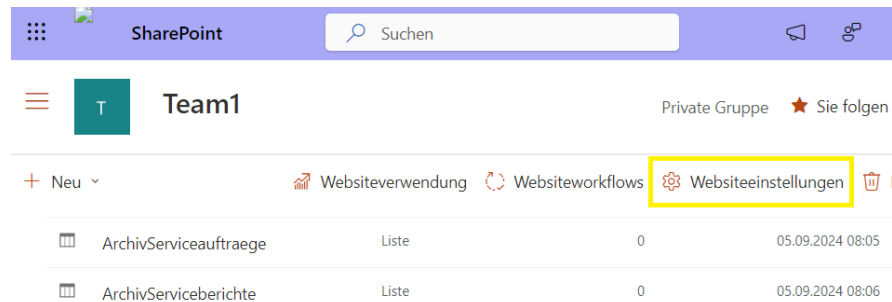 SharePoint Suchen
T Team1 Private Gruppe Sie folgen
Neu Websiteverwendung Websiteworkflows Websiteeinstellungen
ArchivServiceauftraege Liste 0 05.09.2024 08:05
ArchivServiceberichte Liste 0 05.09.2024 08:06